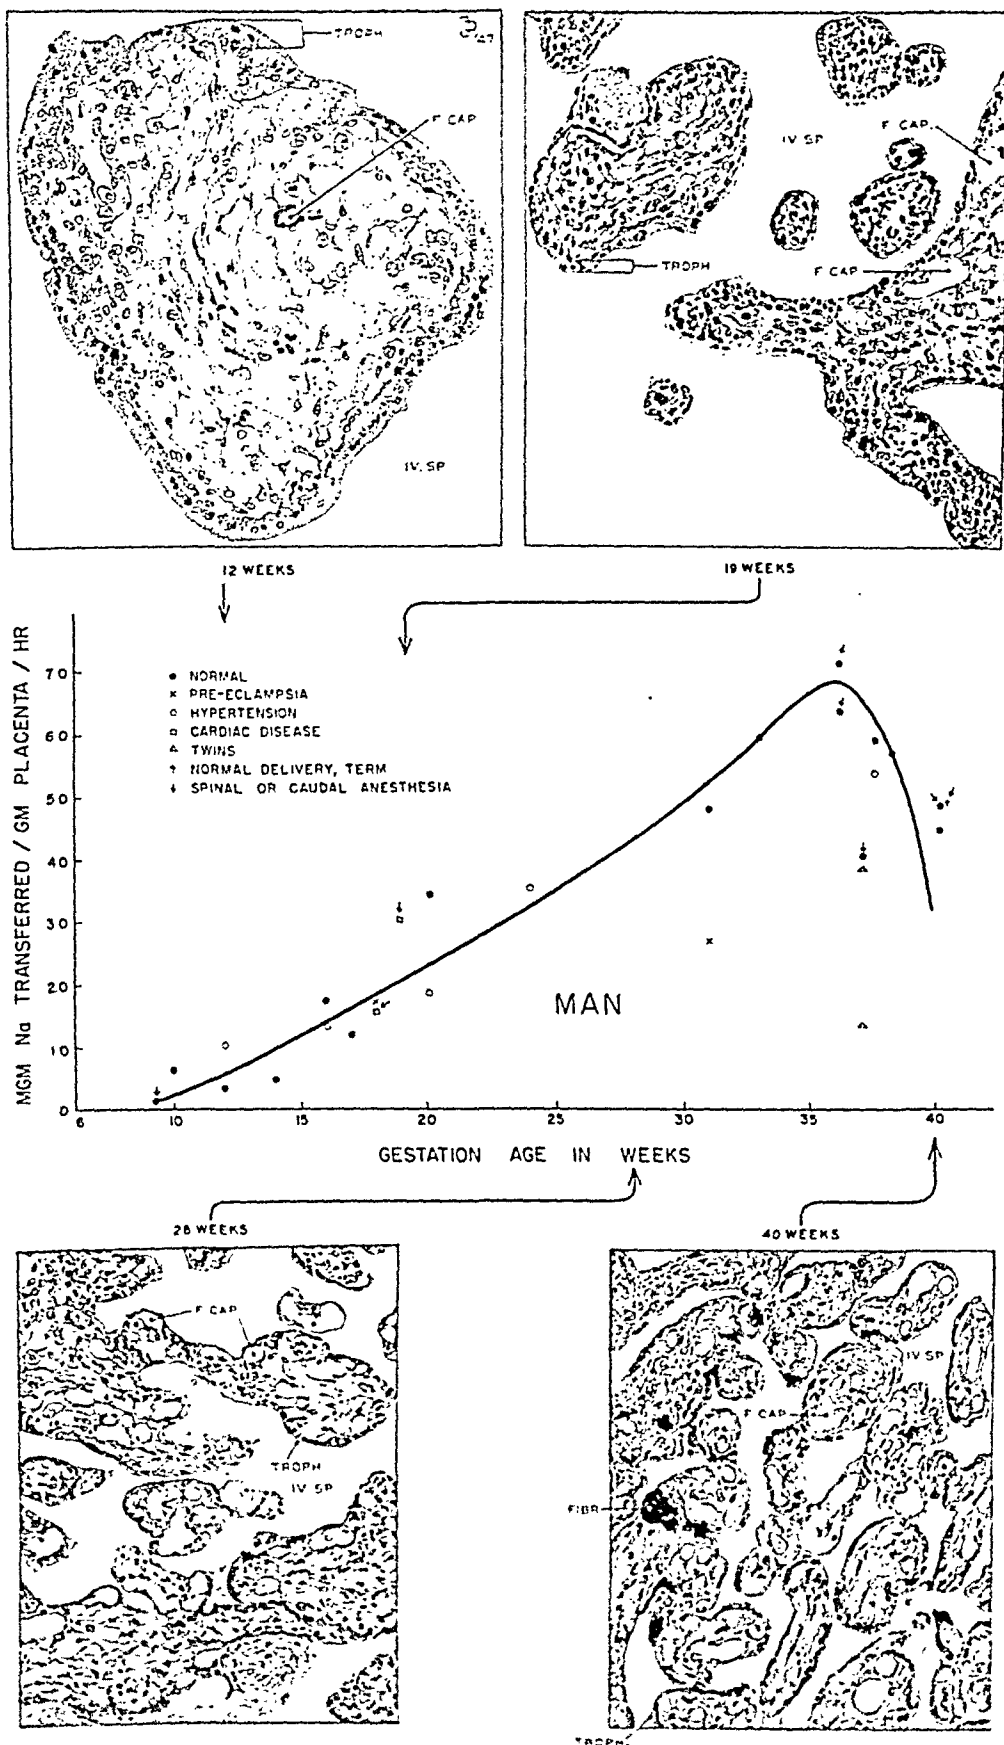 TROPH
F CAP.
IV. SP
IV SP
F CAP.
TROPH
F CAP
12 WEEKS
19 WEEKS
MGM Na TRANSFERRED / GM PLACENTA / HR
70
60
50
40
30
20
10
0
● NORMAL
x PRE-ECLAMPSIA
○ HYPERTENSION
□ CARDIAC DISEASE
△ TWINS
↑ NORMAL DELIVERY, TERM
↓ SPINAL OR CAUDAL ANESTHESIA
MAN
6 10 15 20 25 30 35 40
GESTATION AGE IN WEEKS
28 WEEKS
40 WEEKS
F CAP
TROPH
IV SP
IV SP
F CAP
FIBR
TROPH.